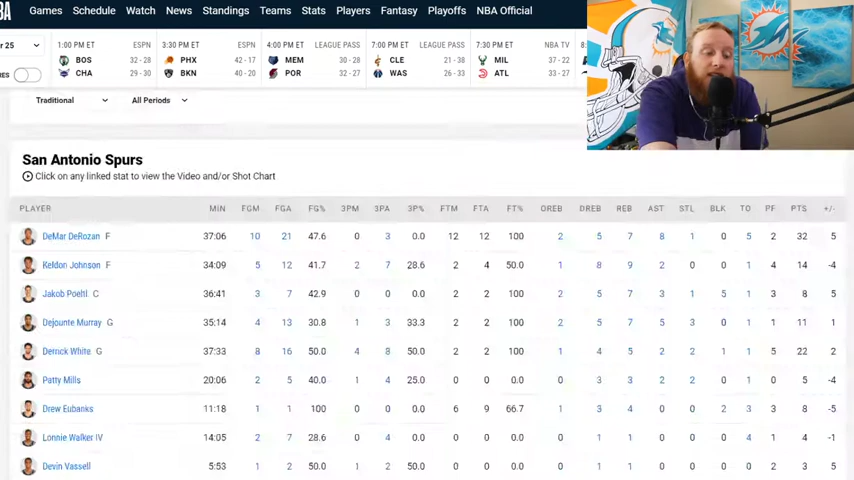 BA Games Schedule Watch News Standings Teams Stats Players Fantasy Playoffs NBA Official
r 25 1:00 PM ET ESPN 3:30 PM ET ESPN 4:00 PM ET LEAGUE PASS 7:00 PM ET LEAGUE PASS 7:30 PM ET NBA TV 8:
BOS 32 - 28 PHX 42 - 17 MEM 30 - 28 CLE 21 - 38 MIL 37 - 22
RES CHA 29 - 30 BKN 40 - 20 POR 32 - 27 WAS 26 - 33 ATL 33 - 27
Traditional All Periods
San Antonio Spurs
Click on any linked stat to view the Video and/or Shot Chart
PLAYER MIN FGM FGA FG% 3PM 3PA 3P% FTM FTA FT% OREB DREB REB AST STL BLK TO PF PTS +/-
DeMar DeRozan F 37:06 10 21 47.6 0 3 0.0 12 12 100 2 5 7 8 1 0 5 2 32 5
Keldon Johnson F 34:09 5 12 41.7 2 7 28.6 2 4 50.0 1 8 9 2 0 0 1 4 14 -4
Jakob Poeltl C 36:41 3 7 42.9 0 0 0.0 2 2 100 2 5 7 3 1 5 1 3 8 5
Dejounte Murray G 35:14 4 13 30.8 1 3 33.3 2 2 100 2 5 7 5 3 0 1 1 11 1
Derrick White G 37:33 8 16 50.0 4 8 50.0 2 2 100 1 4 5 2 2 1 1 5 22 2
Patty Mills 20:06 2 5 40.0 1 4 25.0 0 0 0.0 0 3 3 2 2 0 1 0 5 -4
Drew Eubanks 11:18 1 1 100 0 0 0.0 6 9 66.7 1 3 4 0 0 2 3 3 8 -5
Lonnie Walker IV 14:05 2 7 28.6 0 4 0.0 0 0 0.0 0 1 1 0 0 0 4 1 4 -1
Devin Vassell 5:53 1 2 50.0 1 2 50.0 0 0 0.0 0 1 1 0 0 0 0 2 3 5